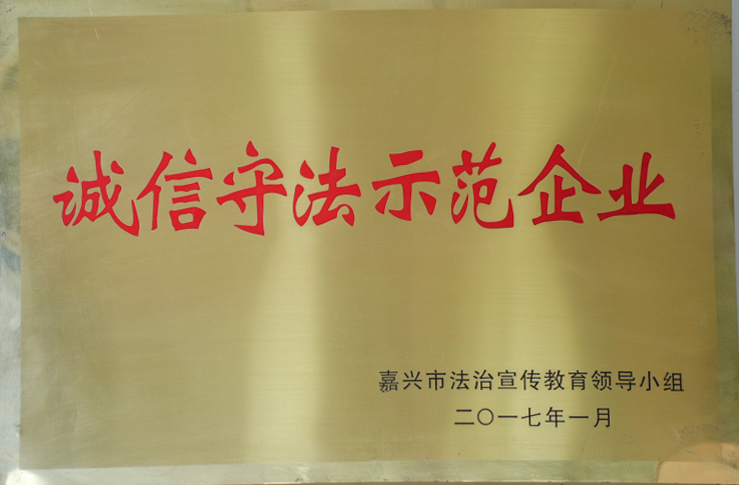 诚信守法示范企业
嘉兴市法治宣传教育领导小组
二〇一七年一月